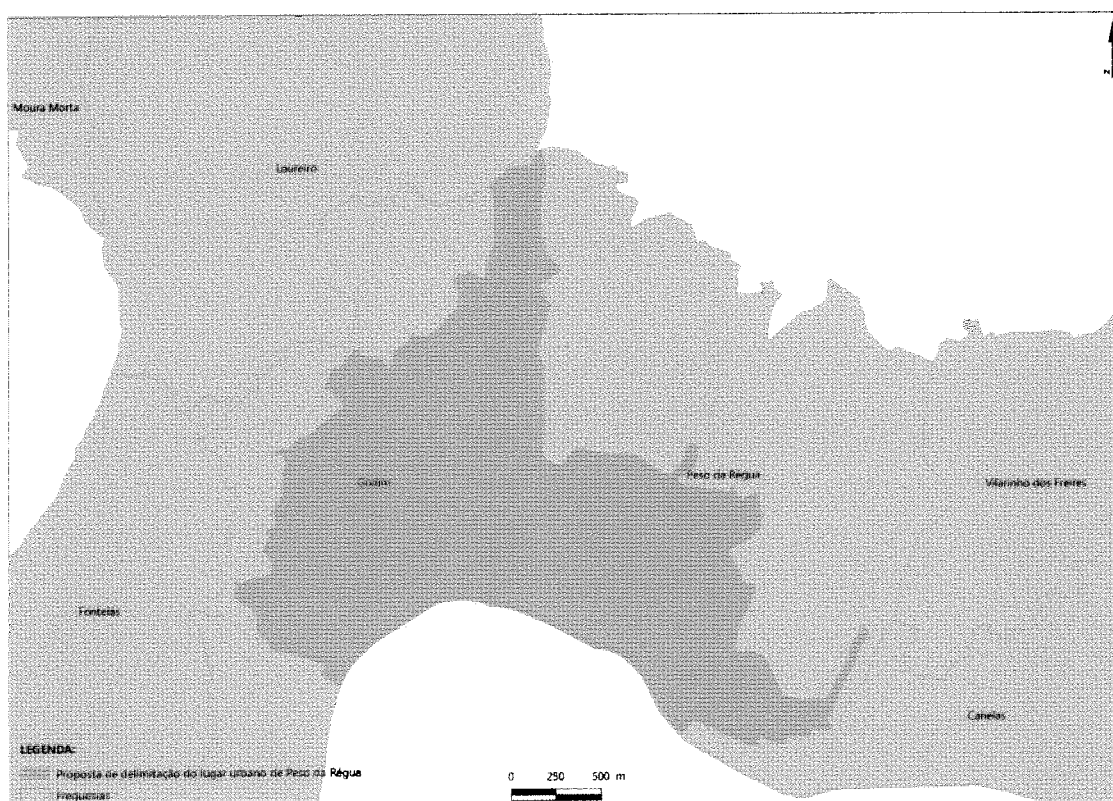 N
Moura Morta
Loureiro
Godim
Peso da Régua
Vilarinho dos Freires
Fontelas
Canelas
LEGENDA:
Proposta de delimitação do lugar urbano de Peso da Régua
Freguesias
0 250 500 m